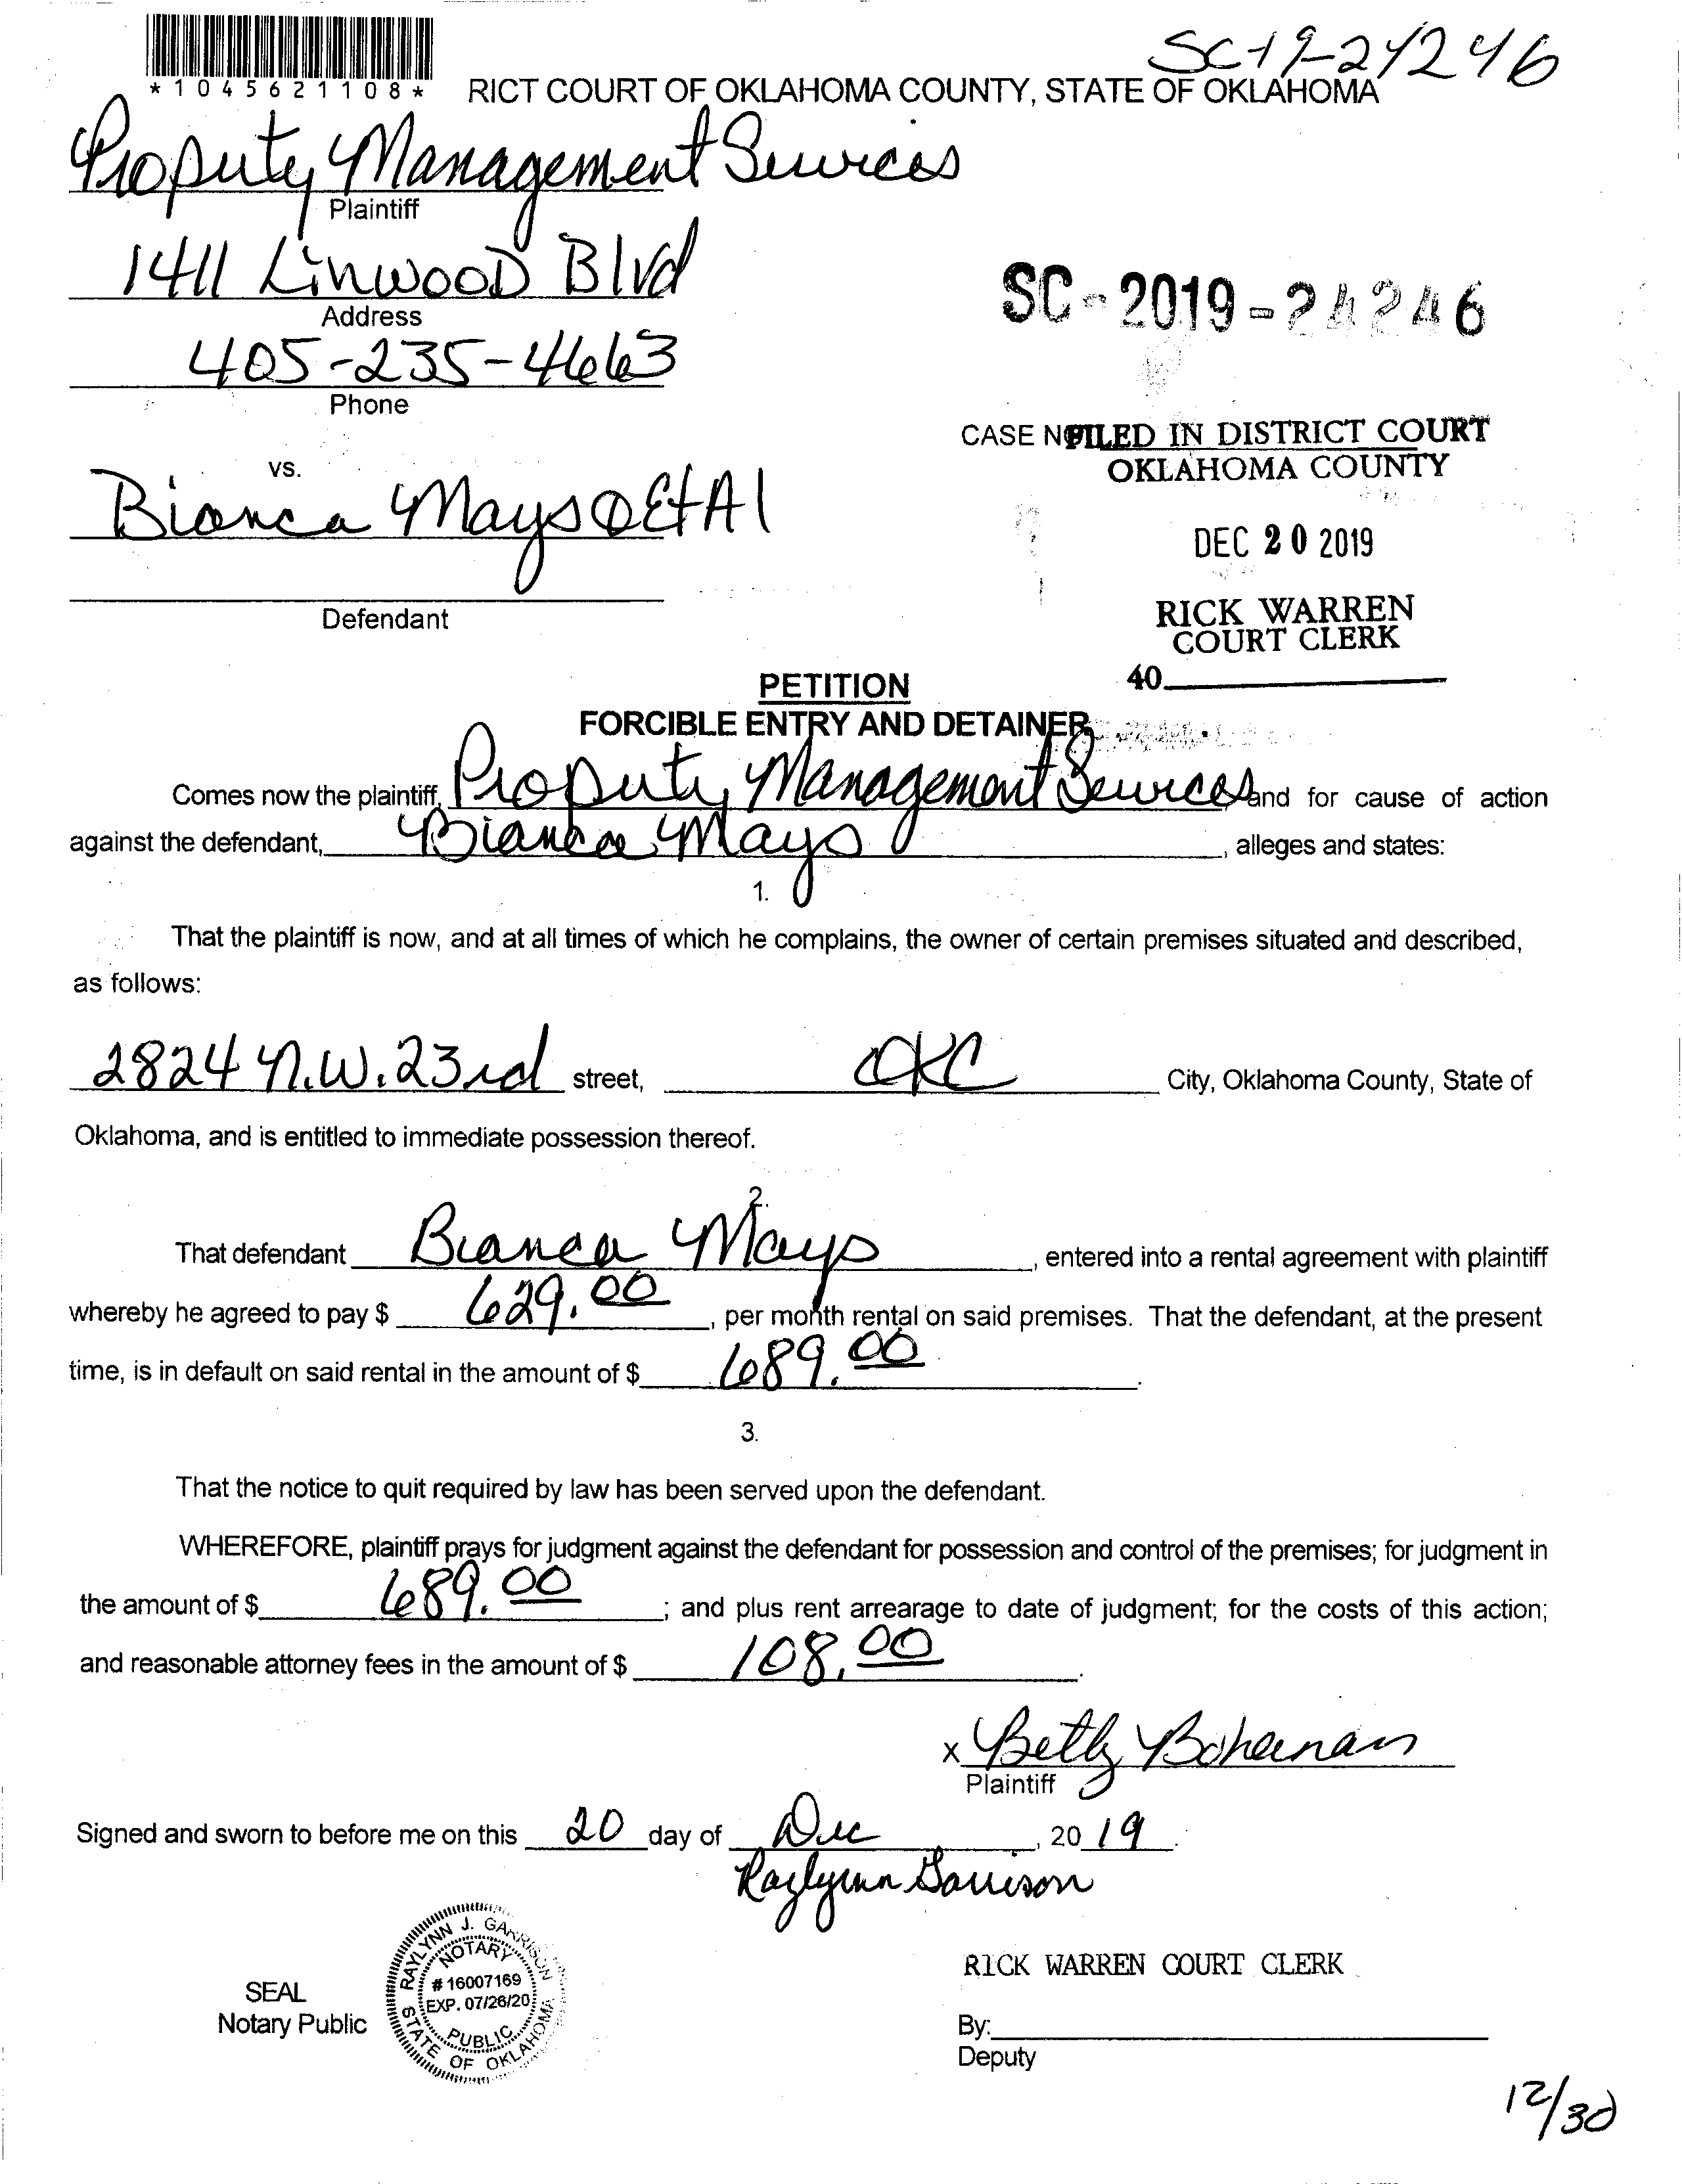 SC-19-24246
*1045621108*
RICT COURT OF OKLAHOMA COUNTY, STATE OF OKLAHOMA
Property Management Services
Plaintiff
1411 Linwood Blvd
Address
SC-2019-24246
405-235-4663
Phone
CASE NO FILED IN DISTRICT COURT
OKLAHOMA COUNTY
vs.
Bianca Mays & Et Al
DEC 20 2019
Defendant
RICK WARREN
COURT CLERK
40
PETITION
FORCIBLE ENTRY AND DETAINER
Comes now the plaintiff, Property Management Services and for cause of action
against the defendant, Bianca Mays, alleges and states:
1.
That the plaintiff is now, and at all times of which he complains, the owner of certain premises situated and described,
as follows:
2824 N.W. 23rd street, OKC City, Oklahoma County, State of
Oklahoma, and is entitled to immediate possession thereof.
2.
That defendant Bianca Mays, entered into a rental agreement with plaintiff
whereby he agreed to pay $ 629.00, per month rental on said premises. That the defendant, at the present
time, is in default on said rental in the amount of $ 689.00.
3.
That the notice to quit required by law has been served upon the defendant.
WHEREFORE, plaintiff prays for judgment against the defendant for possession and control of the premises; for judgment in
the amount of $ 689.00; and plus rent arrearage to date of judgment; for the costs of this action;
and reasonable attorney fees in the amount of $ 108.00.
x Betty Bohanan
Plaintiff
Signed and sworn to before me on this 20 day of Dec, 2019.
Raylynn Garrison
RAYLYNN J. GARRISON
NOTARY
# 16007169
EXP. 07/26/20
PUBLIC
STATE OF OKLAHOMA
SEAL
Notary Public
RICK WARREN COURT CLERK
By:
Deputy
12/30